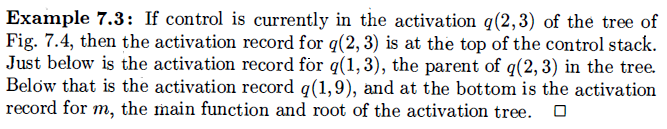 Example 7.3: If control is currently in the activation q(2,3) of the tree of
Fig. 7.4, then the activation record for q(2,3) is at the top of the control stack.
Just below is the activation record for q(1,3), the parent of q(2,3) in the tree.
Below that is the activation record q(1,9), and at the bottom is the activation
record for m, the main function and root of the activation tree. □